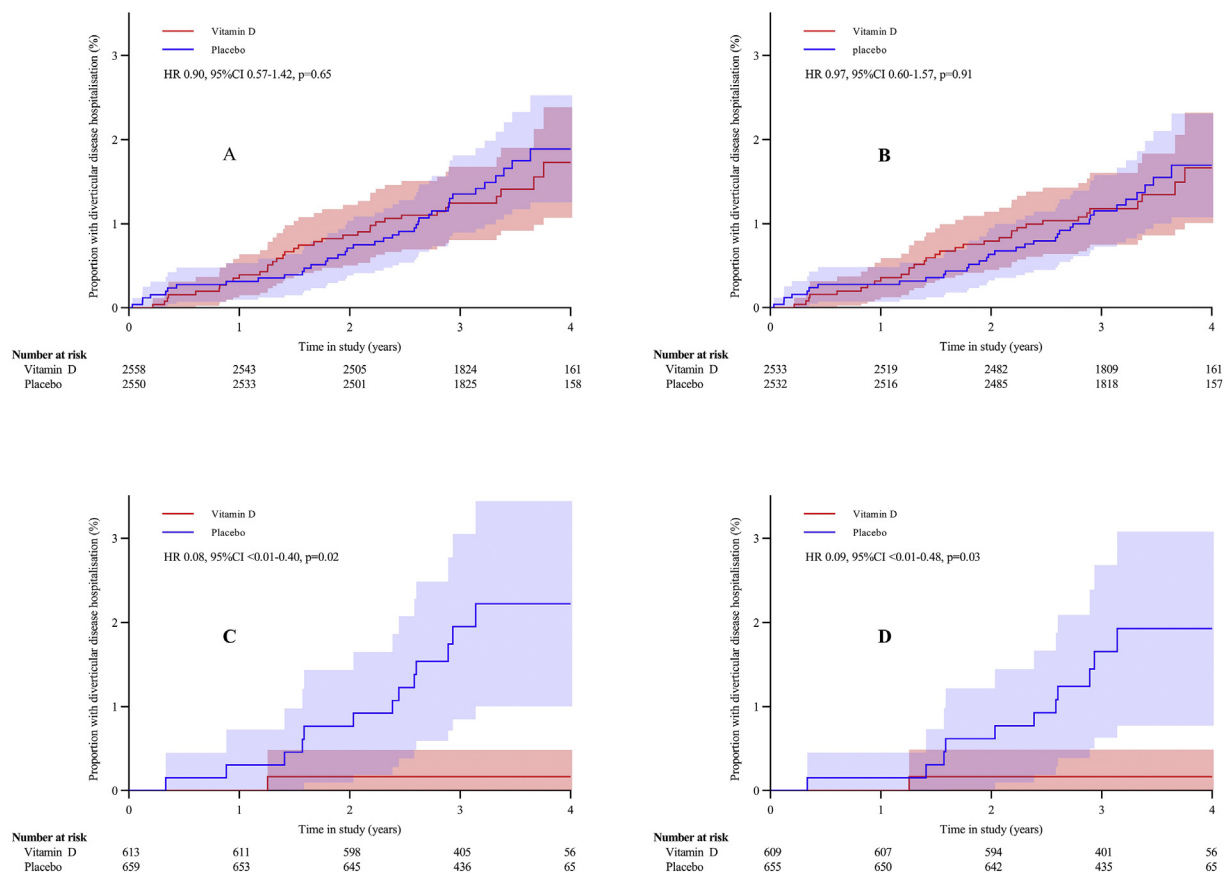 Proportion with diverticular disease hospitalisation (%)
3
2
1
0
Vitamin D
Placebo
HR 0.90, 95%CI 0.57-1.42, p=0.65
A
0 1 2 3 4
Time in study (years)
Number at risk
Vitamin D 2558 2543 2505 1824 161
Placebo 2550 2533 2501 1825 158
Proportion with diverticular disease hospitalisation (%)
3
2
1
0
Vitamin D
placebo
HR 0.97, 95%CI 0.60-1.57, p=0.91
B
0 1 2 3 4
Time in study (years)
Number at risk
Vitamin D 2533 2519 2482 1809 161
Placebo 2532 2516 2485 1818 157
Proportion with diverticular disease hospitalisation (%)
3
2
1
0
Vitamin D
Placebo
HR 0.08, 95%CI <0.01-0.40, p=0.02
C
0 1 2 3 4
Time in study (years)
Number at risk
Vitamin D 613 611 598 405 56
Placebo 659 653 645 436 65
Proportion with diverticular disease hospitalisation (%)
3
2
1
0
Vitamin D
Placebo
HR 0.09, 95%CI <0.01-0.48, p=0.03
D
0 1 2 3 4
Time in study (years)
Number at risk
Vitamin D 609 607 594 401 56
Placebo 655 650 642 435 65